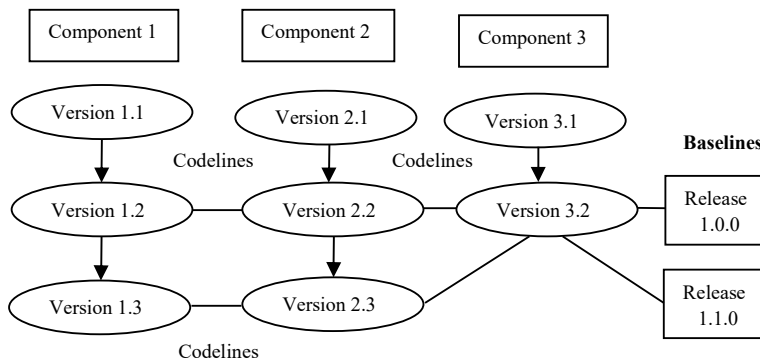 Component 1
Component 2
Component 3
Version 1.1
Version 2.1
Version 3.1
Baselines
Codelines
Codelines
Version 1.2
Version 2.2
Version 3.2
Release
1.0.0
Version 1.3
Version 2.3
Release
1.1.0
Codelines